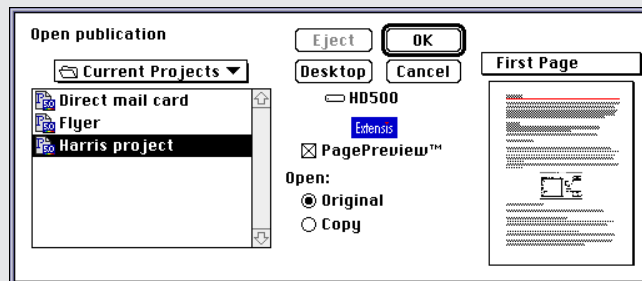 Open publication
Current Projects
Direct mail card
Flyer
Harris project
Eject
OK
Desktop
Cancel
HD500
Extensis
PagePreview™
Open:
Original
Copy
First Page